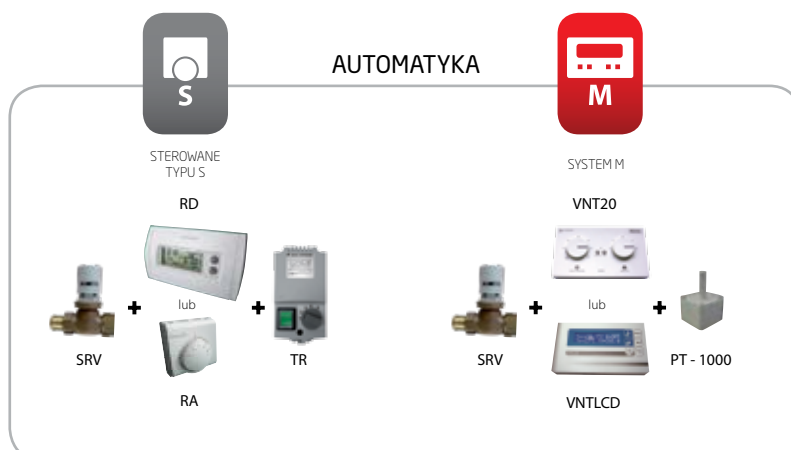 AUTOMATYKA
S
STEROWANE
TYPU S
RD
lub
SRV
TR
RA
M
SYSTEM M
VNT20
lub
SRV
PT - 1000
VNTLCD